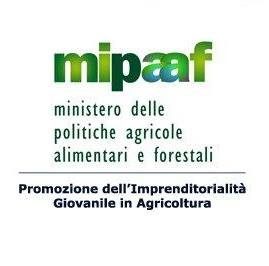 mipaaf
ministero delle
politiche agricole
alimentari e forestali
Promozione dell'Imprenditorialità
Giovanile in Agricoltura